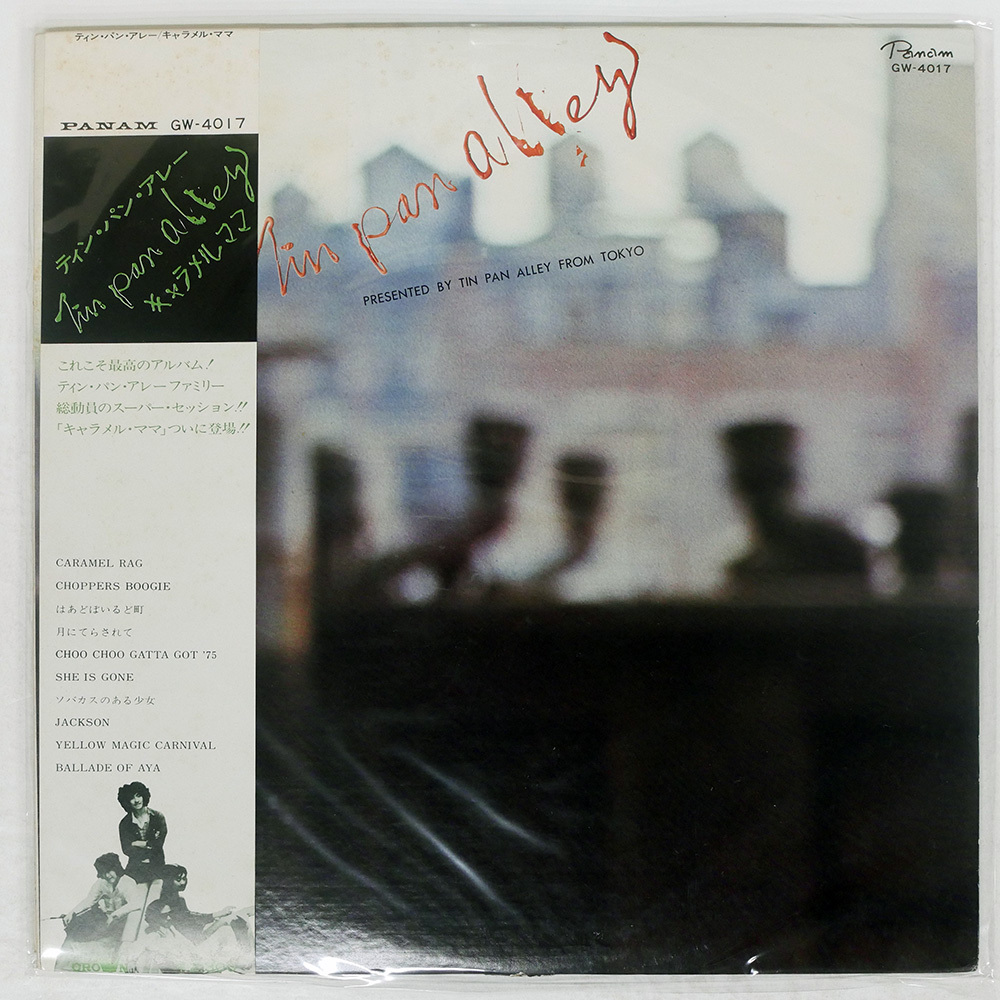 ティン・パン・アレー/キャラメル・ママ
PANAM GW-4017
ティン・パン・アレー
Tin pan alley
キャラメルママ
これこそ最高のアルバム!
ティン・パン・アレーファミリー
総動員のスーパー・セッション!!
「キャラメル・ママ」ついに登場!!
CARAMEL RAG
CHOPPERS BOOGIE
はあどぼいるど町
月にてらされて
CHOO CHOO GATTA GOT '75
SHE IS GONE
ソバカスのある少女
JACKSON
YELLOW MAGIC CARNIVAL
BALLADE OF AYA
CROWN
Tin pan alley
PRESENTED BY TIN PAN ALLEY FROM TOKYO
Panam
GW-4017